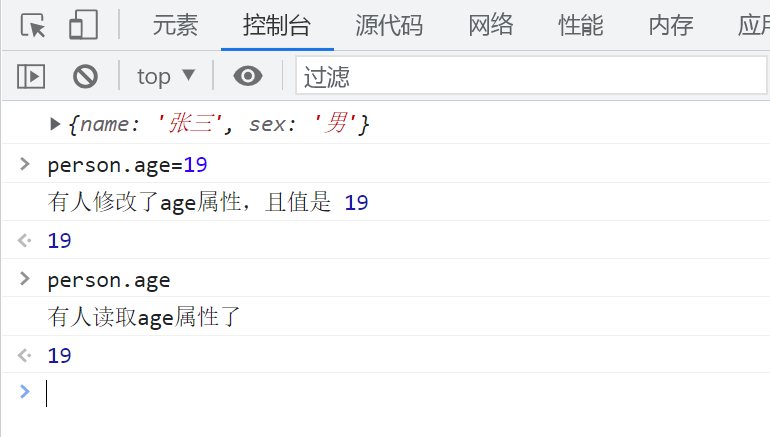 元素 控制台 源代码 网络 性能 内存 应用
top ▼ 过滤
▶ {name: '张三', sex: '男'}
> person.age=19
有人修改了age属性，且值是 19
<· 19
> person.age
有人读取age属性了
<· 19
>